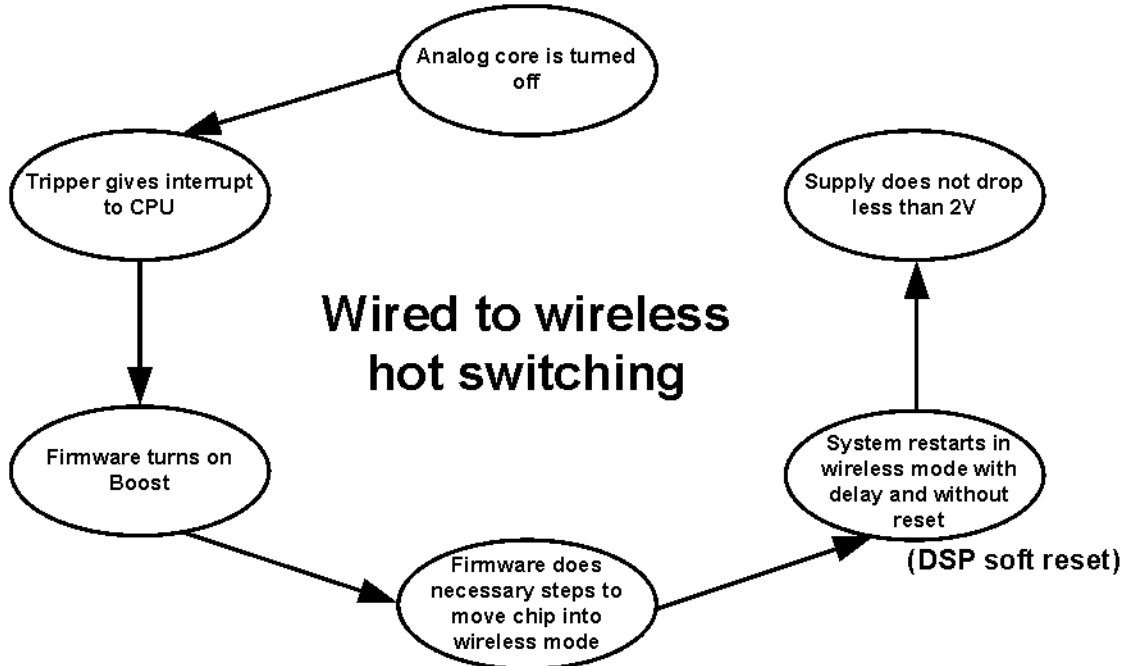 Analog core is turned
off
Tripper gives interrupt
to CPU
Supply does not drop
less than 2V
Wired to wireless
hot switching
Firmware turns on
Boost
System restarts in
wireless mode with
delay and without
reset
(DSP soft reset)
Firmware does
necessary steps to
move chip into
wireless mode